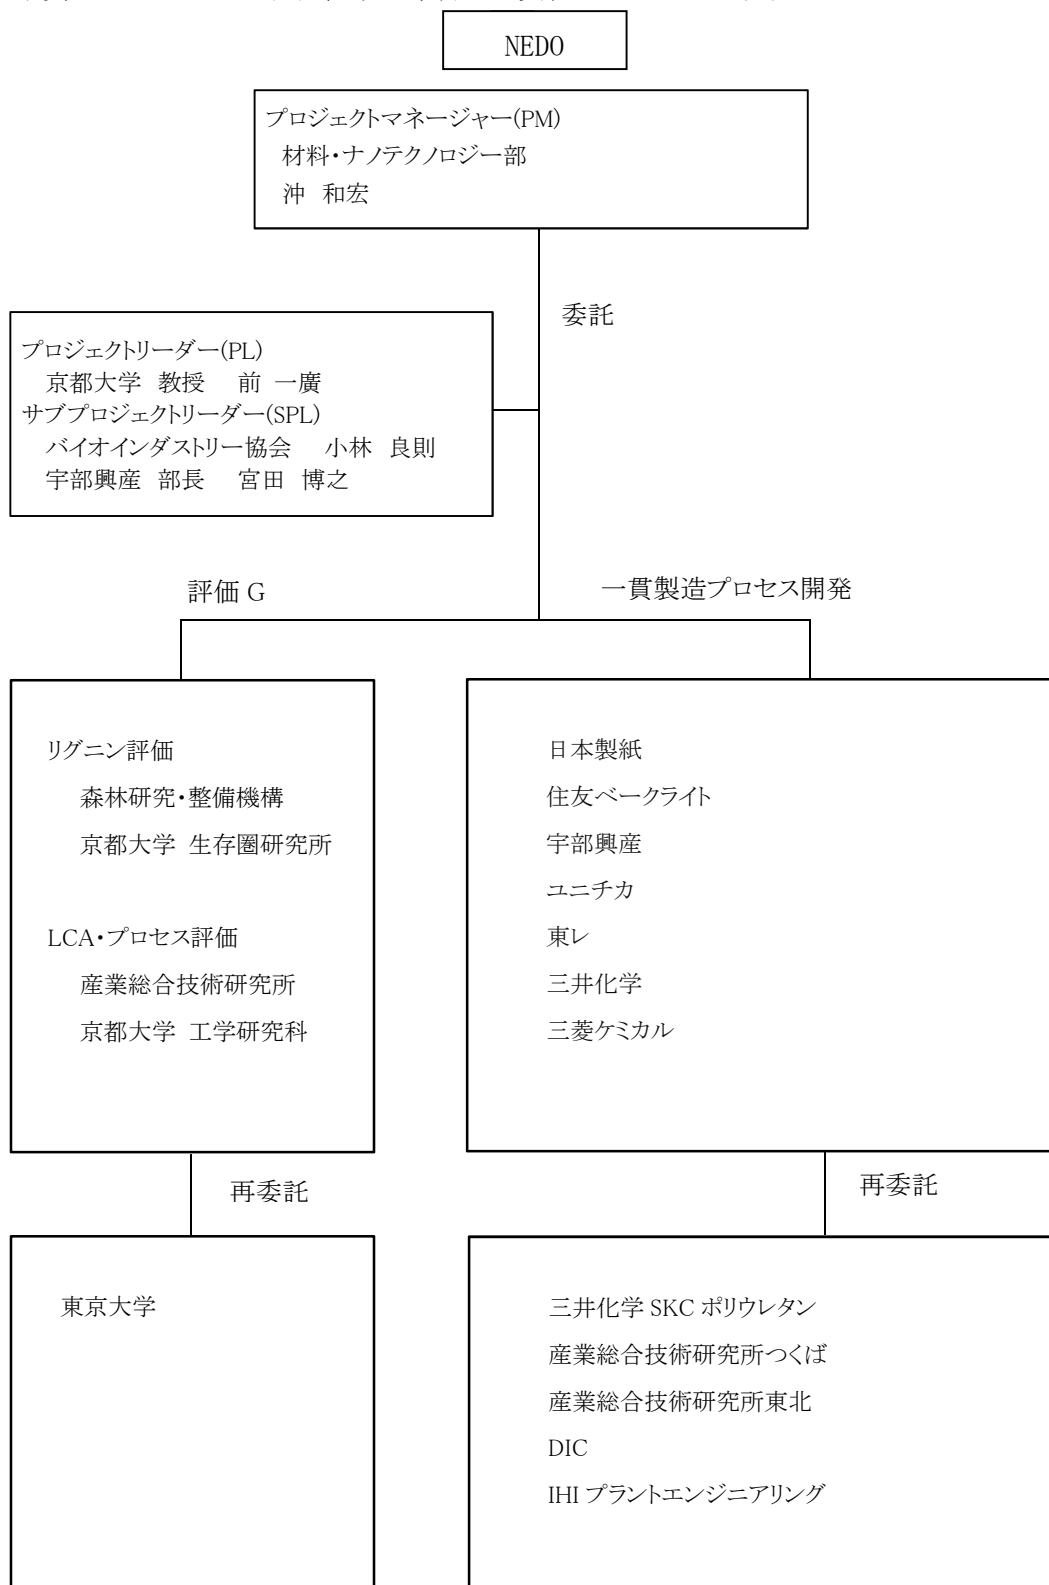 NEDO
プロジェクトマネージャー(PM)
材料・ナノテクノロジー部
沖 和宏
委託
プロジェクトリーダー(PL)
京都大学 教授 前 一廣
サブプロジェクトリーダー(SPL)
バイオインダストリー協会 小林 良則
宇部興産 部長 宮田 博之
評価 G
一貫製造プロセス開発
リグニン評価
森林研究・整備機構
京都大学 生存圏研究所
LCA・プロセス評価
産業総合技術研究所
京都大学 工学研究科
日本製紙
住友ベークライト
宇部興産
ユニチカ
東レ
三井化学
三菱ケミカル
再委託
再委託
東京大学
三井化学 SKC ポリウレタン
産業総合技術研究所つくば
産業総合技術研究所東北
DIC
IHI プラントエンジニアリング